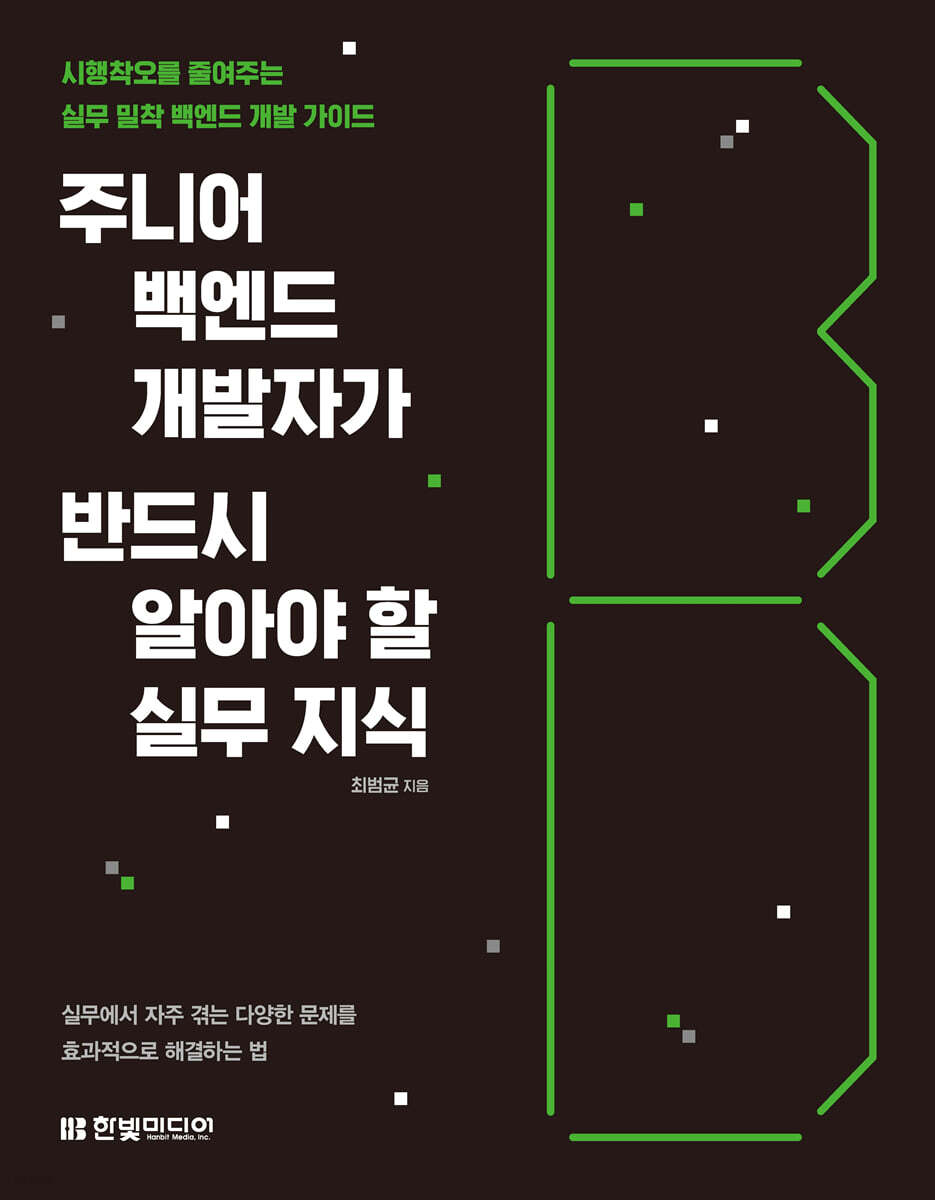 시행착오를 줄여주는
실무 밀착 백엔드 개발 가이드
주니어
백엔드
개발자가
반드시
알아야 할
실무 지식
최범균 지음
실무에서 자주 겪는 다양한 문제를
효과적으로 해결하는 법
한빛미디어
Hanbit Media, Inc.